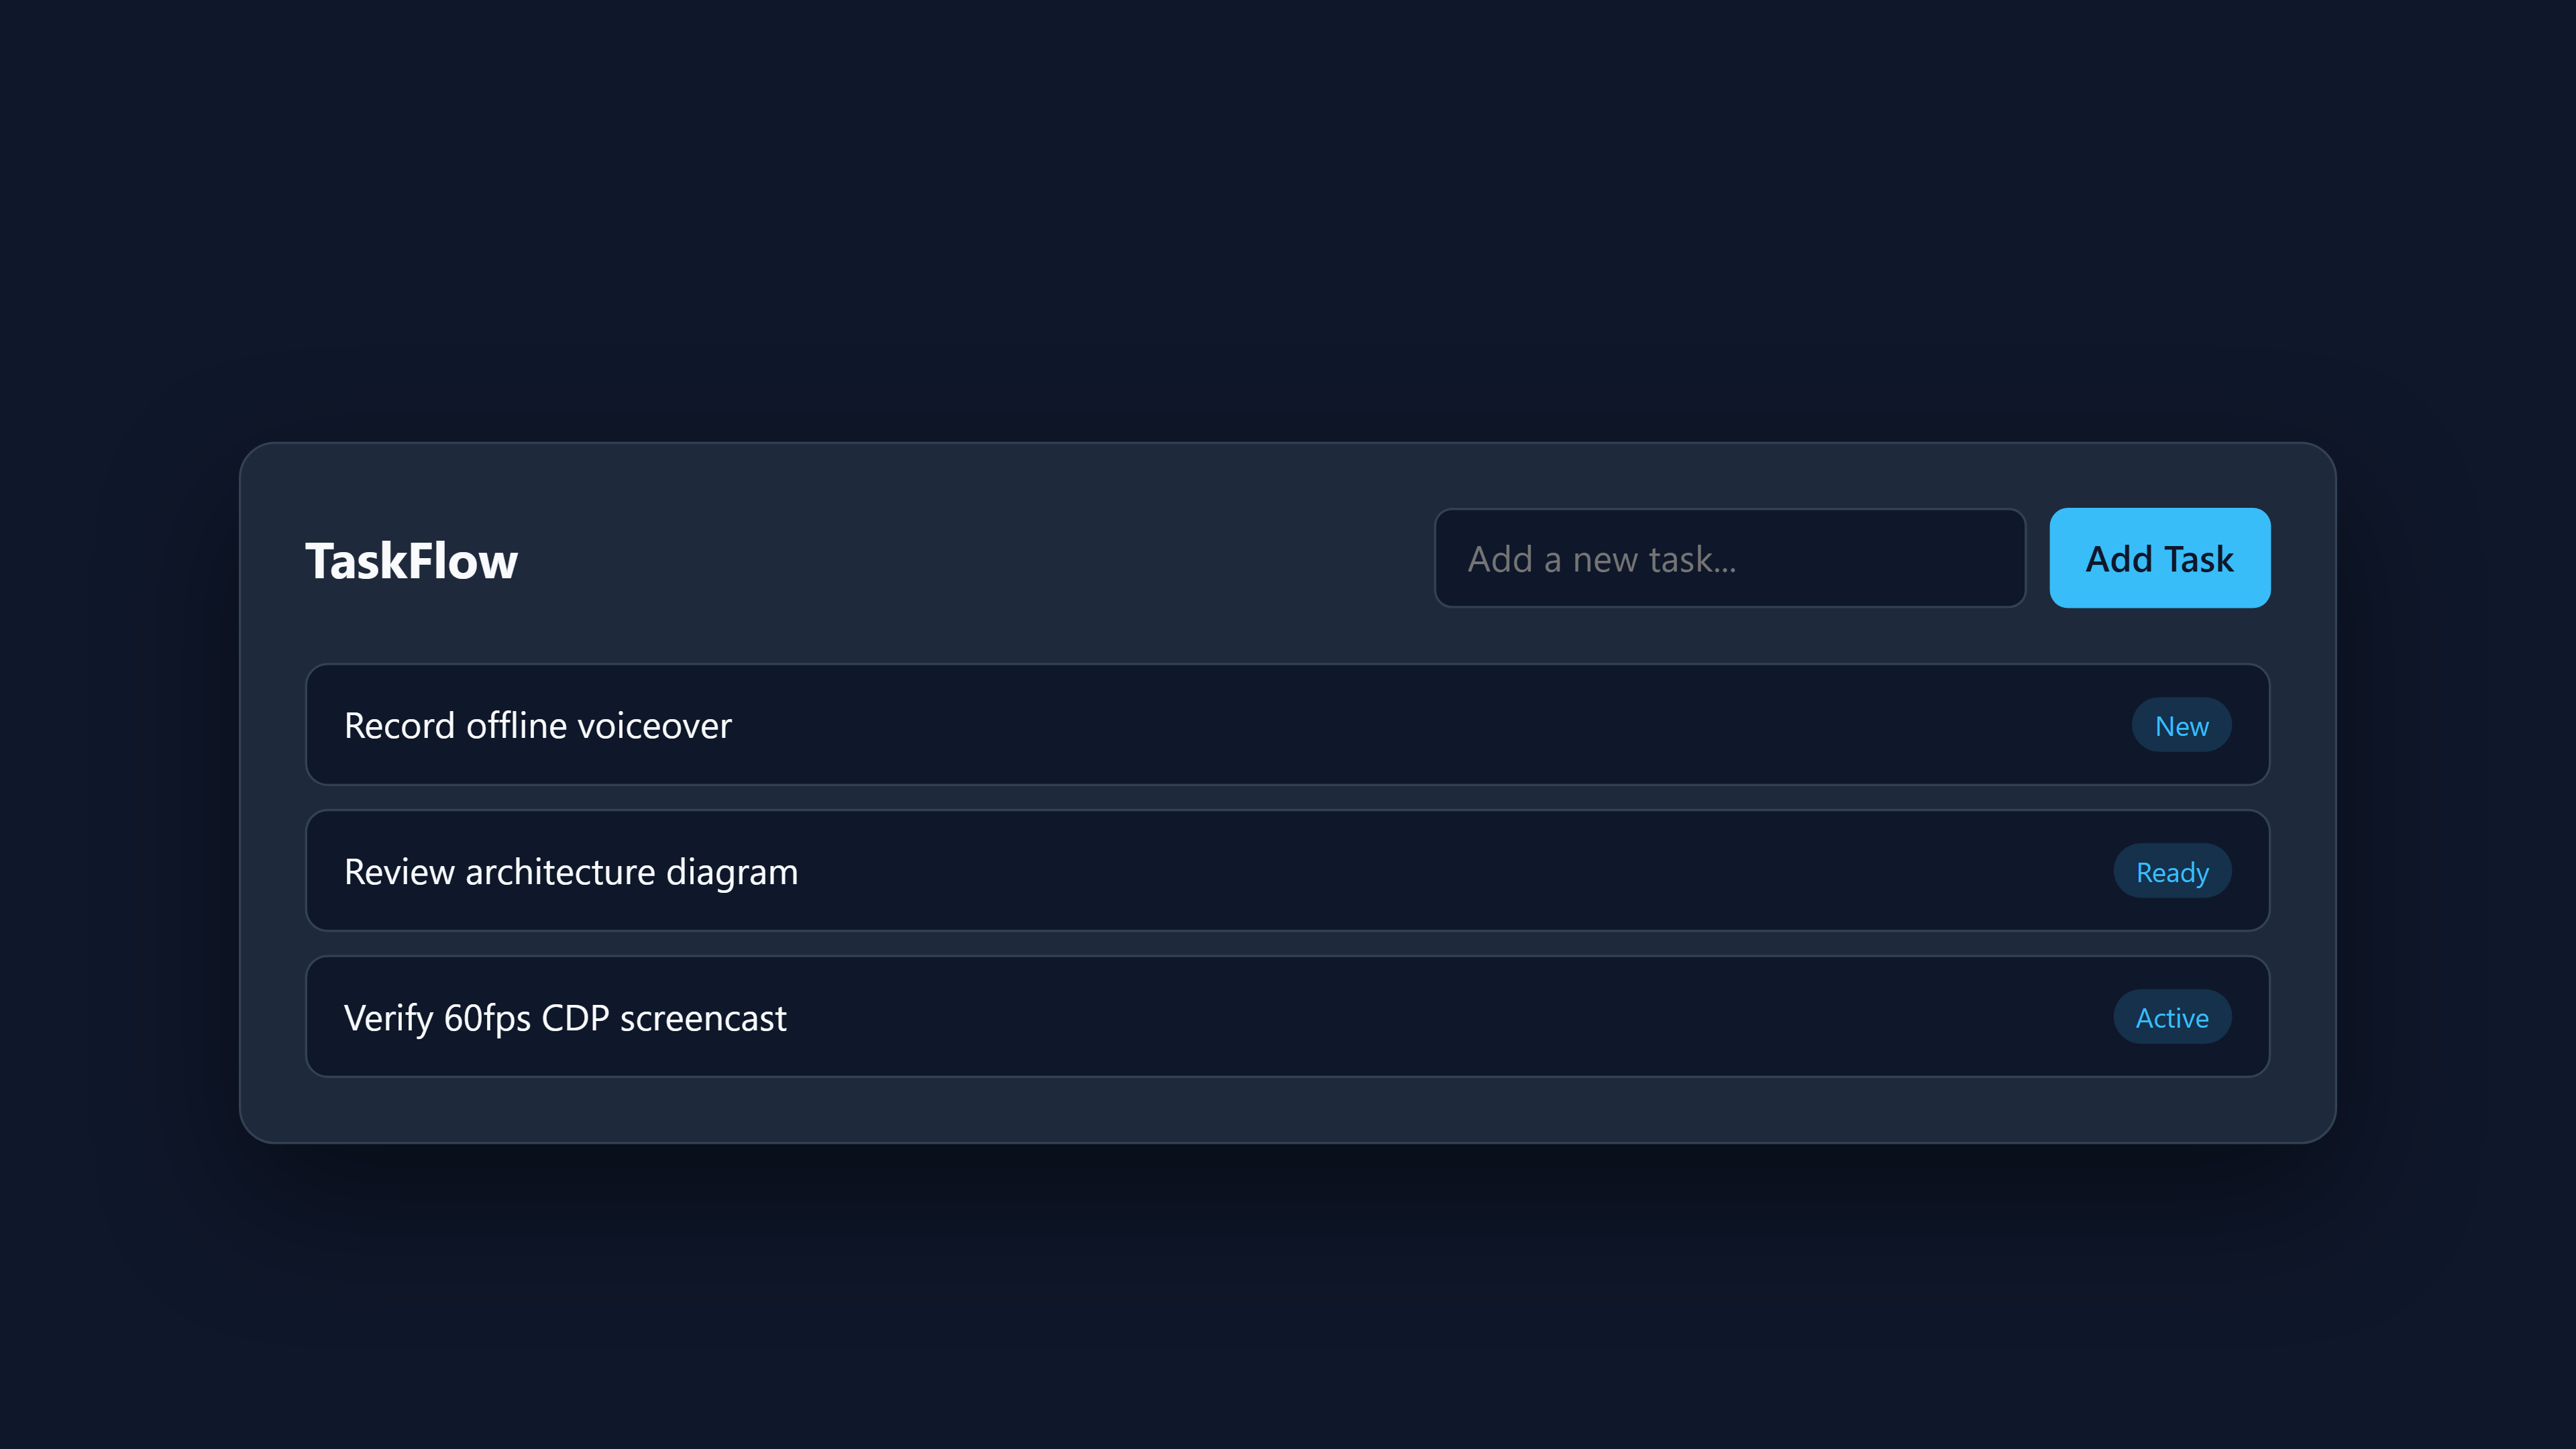 TaskFlow
Add a new task...
Add Task
Record offline voiceover
New
Review architecture diagram
Ready
Verify 60fps CDP screencast
Active